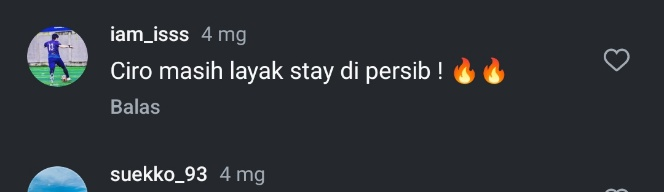 iam_isss 4 mg
Ciro masih layak stay di persib ! 🔥🔥
Balas
suekko_93 4 mg